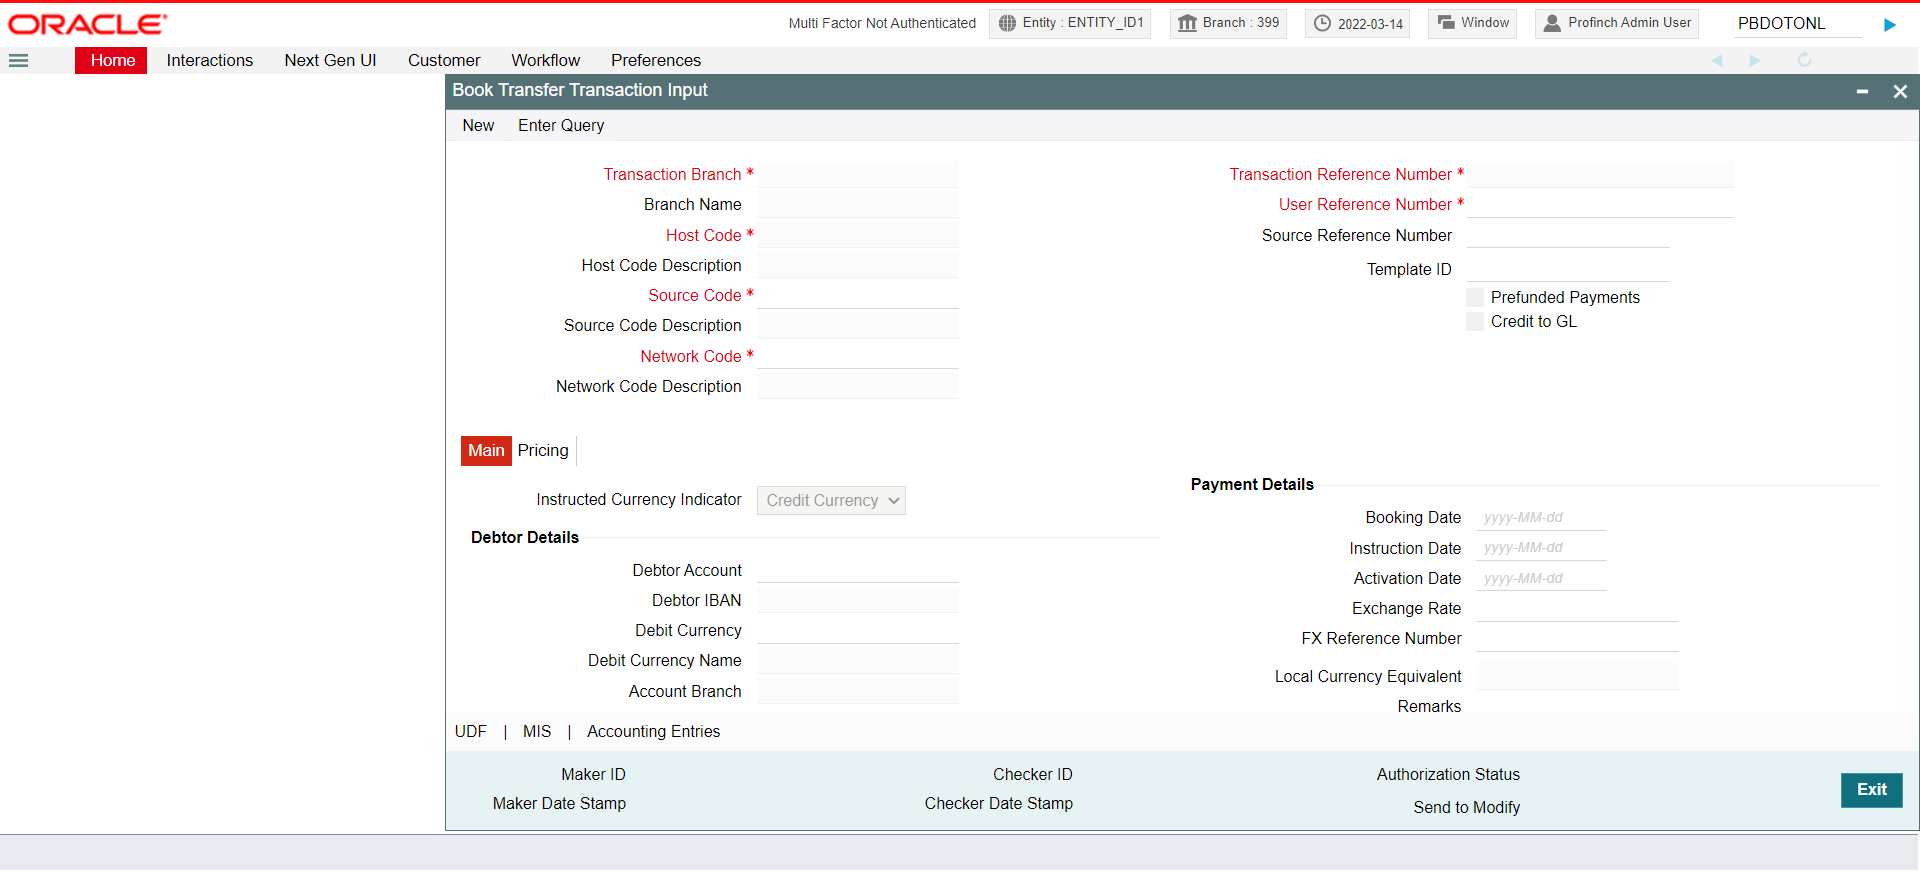 ORACLE
Multi Factor Not Authenticated
Entity : ENTITY_ID1
Branch : 399
2022-03-14
Window
Profinch Admin User
PBDOTONL
Home
Interactions
Next Gen UI
Customer
Workflow
Preferences
Book Transfer Transaction Input
New
Enter Query
Transaction Branch *
Branch Name
Host Code *
Host Code Description
Source Code *
Source Code Description
Network Code *
Network Code Description
Transaction Reference Number *
User Reference Number *
Source Reference Number
Template ID
Prefunded Payments
Credit to GL
Main
Pricing
Instructed Currency Indicator
Credit Currency
Debtor Details
Debtor Account
Debtor IBAN
Debit Currency
Debit Currency Name
Account Branch
Payment Details
Booking Date yyyy-MM-dd
Instruction Date yyyy-MM-dd
Activation Date yyyy-MM-dd
Exchange Rate
FX Reference Number
Local Currency Equivalent
Remarks
UDF | MIS | Accounting Entries
Maker ID
Maker Date Stamp
Checker ID
Checker Date Stamp
Authorization Status
Send to Modify
Exit